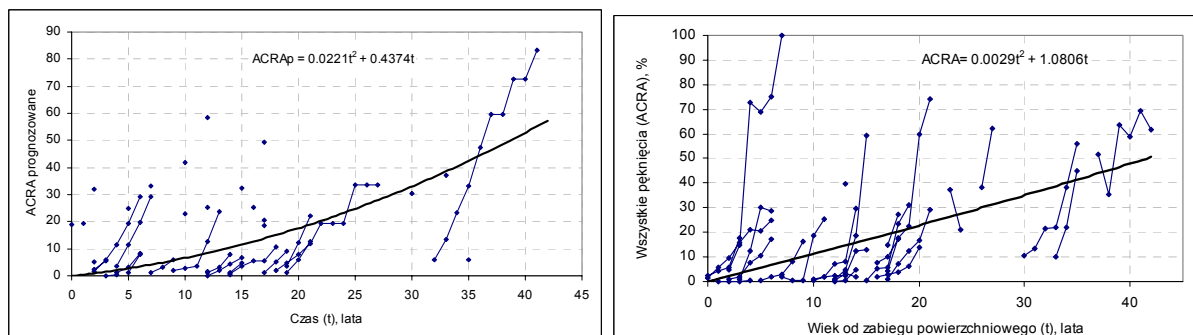 ACRAp = 0.0221t² + 0.4374t
ACRA prognozowane
90
80
70
60
50
40
30
20
10
0
0 5 10 15 20 25 30 35 40 45
Czas (t), lata
ACRA= 0.0029t² + 1.0806t
Wszystkie pęknięcia (ACRA), %
100
90
80
70
60
50
40
30
20
10
0
0 10 20 30 40
Wiek od zabiegu powierzchniowego (t), lata